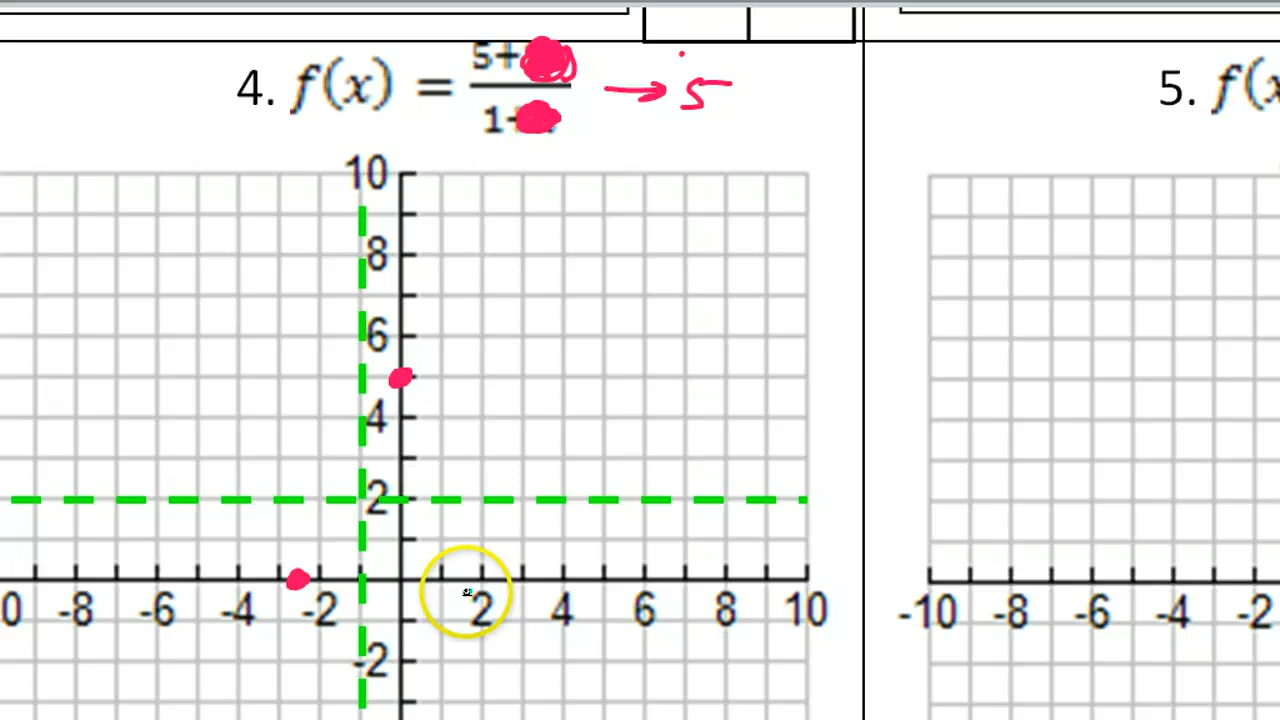 4. f(x) = 5+ / 1+ → 5
5. f(x
10
8
6
4
2
0 -8 -6 -4 -2 2 4 6 8 10
-10 -8 -6 -4 -2
-2